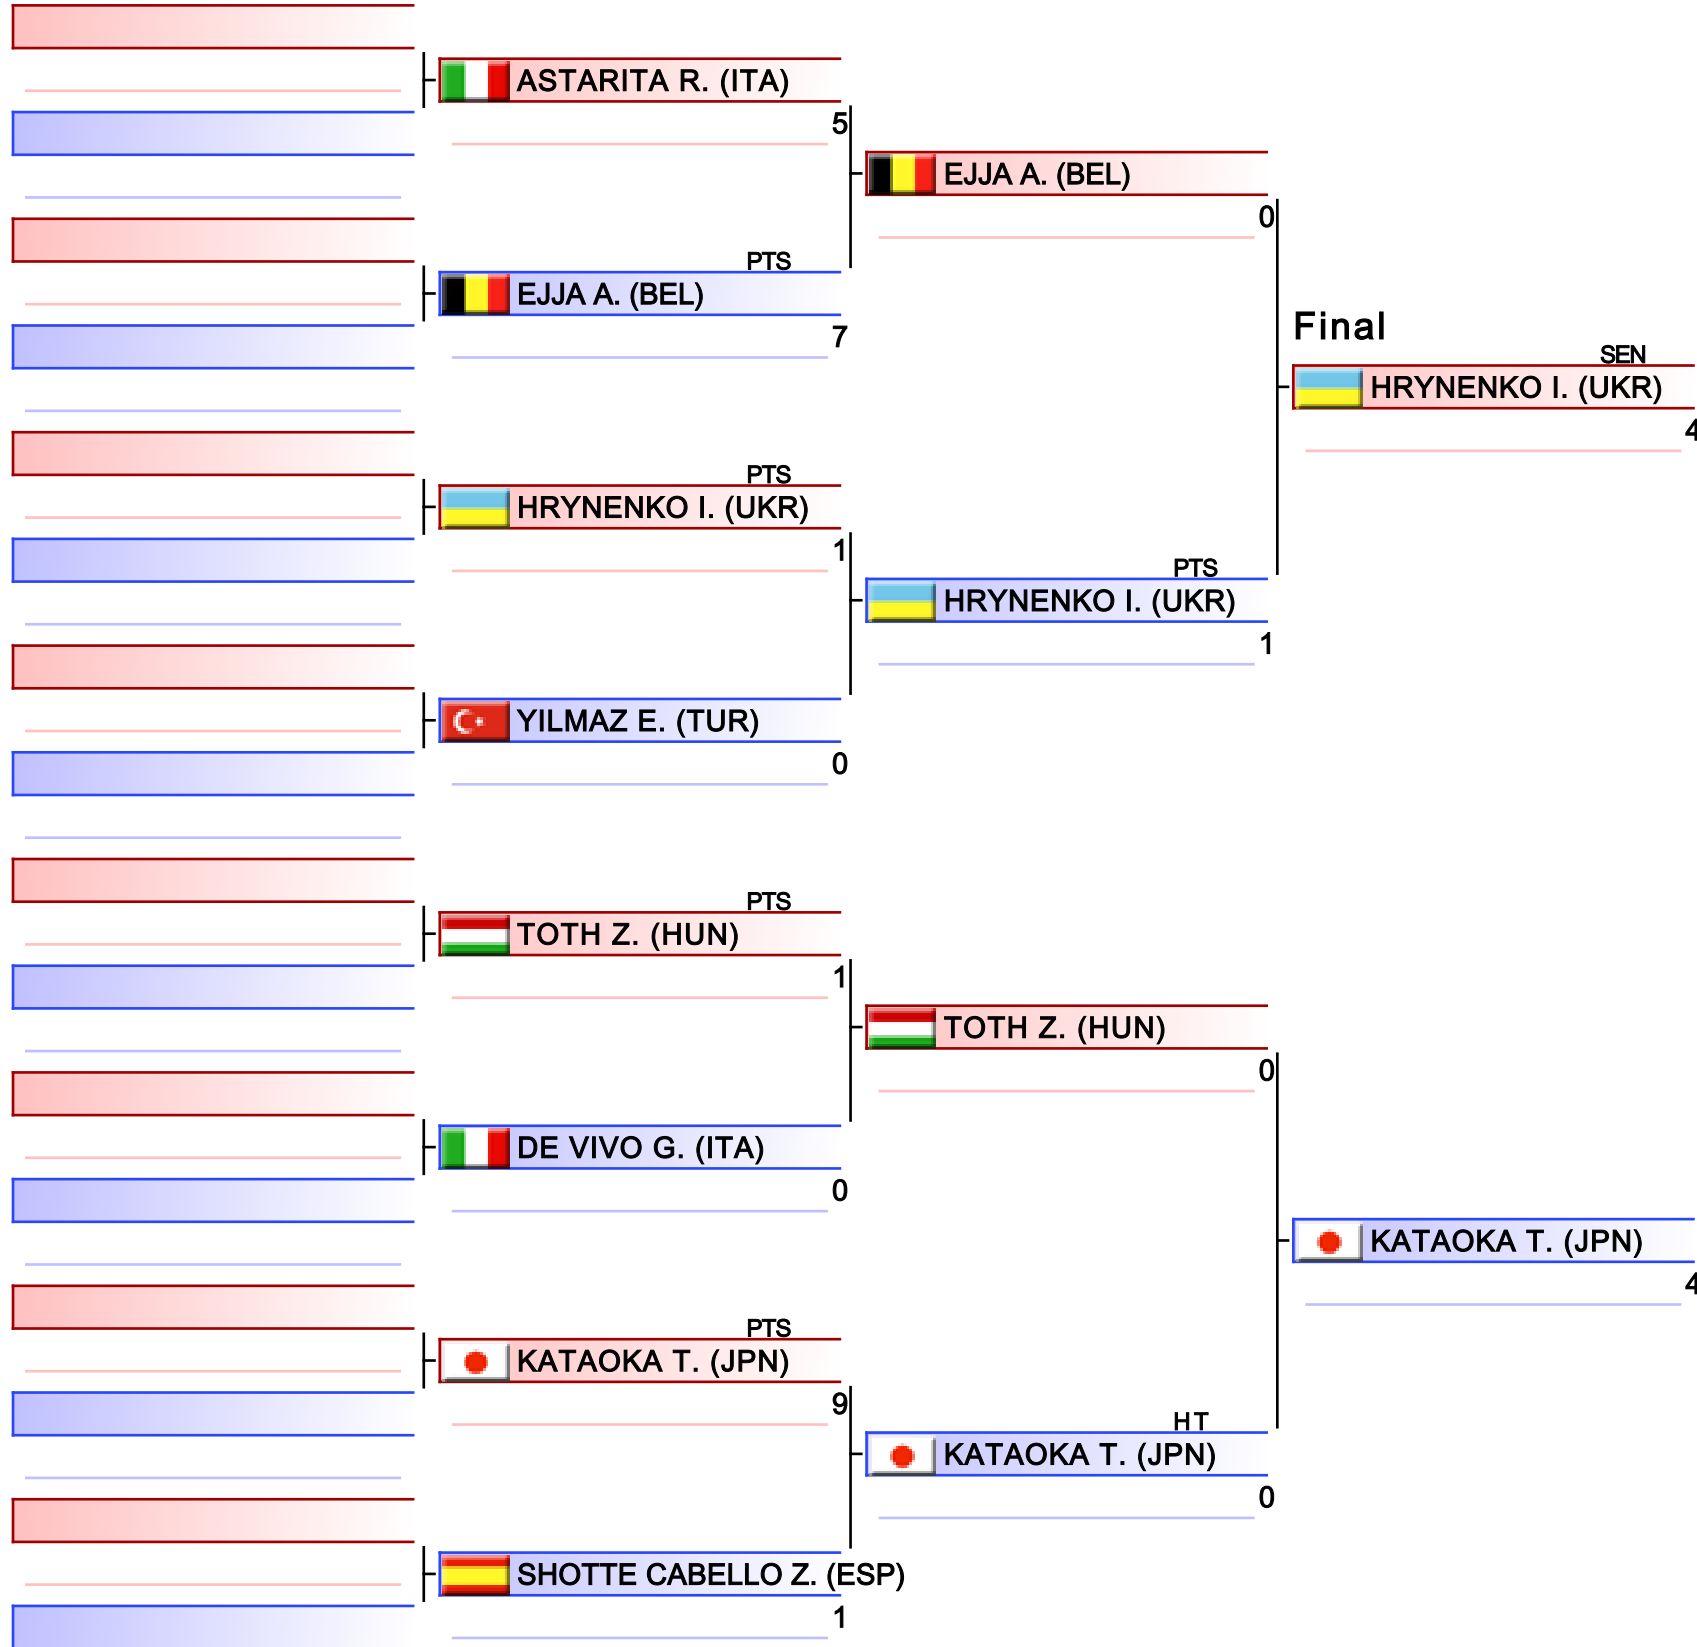 ASTARITA R. (ITA)
5
EJJA A. (BEL)
0
PTS
EJJA A. (BEL)
7
Final
SEN
HRYNENKO I. (UKR)
4
PTS
HRYNENKO I. (UKR)
1
PTS
HRYNENKO I. (UKR)
1
YILMAZ E. (TUR)
0
PTS
TOTH Z. (HUN)
1
TOTH Z. (HUN)
0
DE VIVO G. (ITA)
0
KATAOKA T. (JPN)
4
PTS
KATAOKA T. (JPN)
9
HT
KATAOKA T. (JPN)
0
SHOTTE CABELLO Z. (ESP)
1